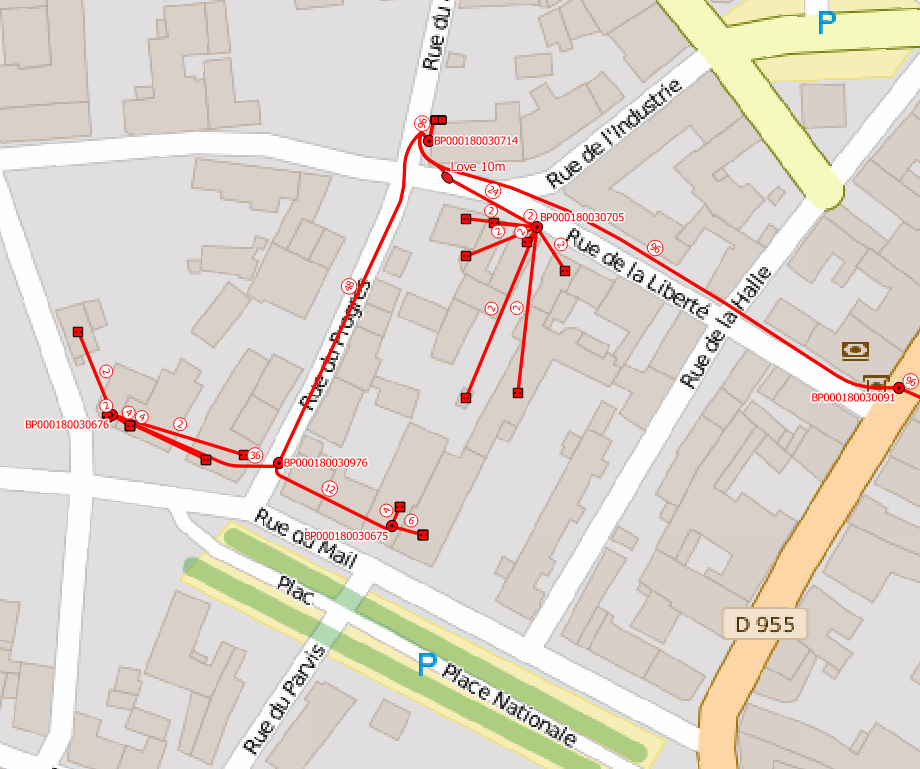 P
Rue du
Rue de l'Industrie
96
BP000180030714
Love 10m
24
2
BP000180030705
2
2
2
2
96
Rue de la Liberté
Rue de la Halle
48
Rue du Progrès
2
2
2
96
BP000180030091
2
4
4
2
BP000180030676
36
BP000180030976
12
4
6
BP000180030675
Rue du Mail
Plac
D 955
P
Place Nationale
Rue du Parvis